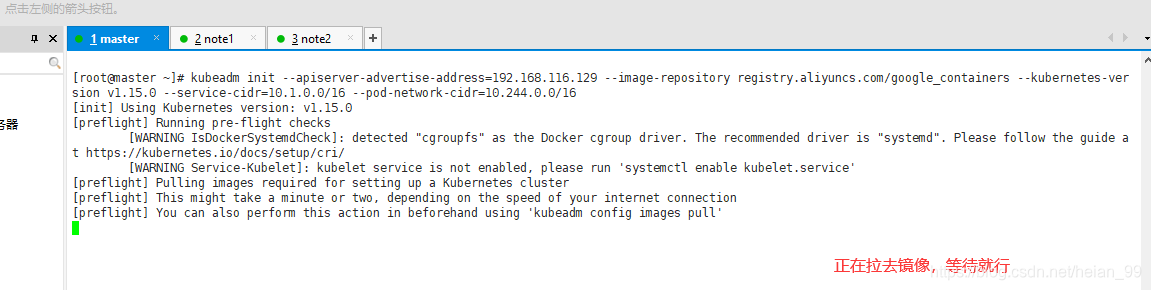 点击左侧的箭头按钮。
1 master
2 note1
3 note2
务器
[root@master ~]# kubeadm init --apiserver-advertise-address=192.168.116.129 --image-repository registry.aliyuncs.com/google_containers --kubernetes-ver
sion v1.15.0 --service-cidr=10.1.0.0/16 --pod-network-cidr=10.244.0.0/16
[init] Using Kubernetes version: v1.15.0
[preflight] Running pre-flight checks
[WARNING IsDockerSystemdCheck]: detected "cgroupfs" as the Docker cgroup driver. The recommended driver is "systemd". Please follow the guide a
t https://kubernetes.io/docs/setup/cri/
[WARNING Service-Kubelet]: kubelet service is not enabled, please run 'systemctl enable kubelet.service'
[preflight] Pulling images required for setting up a Kubernetes cluster
[preflight] This might take a minute or two, depending on the speed of your internet connection
[preflight] You can also perform this action in beforehand using 'kubeadm config images pull'
正在拉去镜像，等待就行
https://blog.csdn.net/heian_99